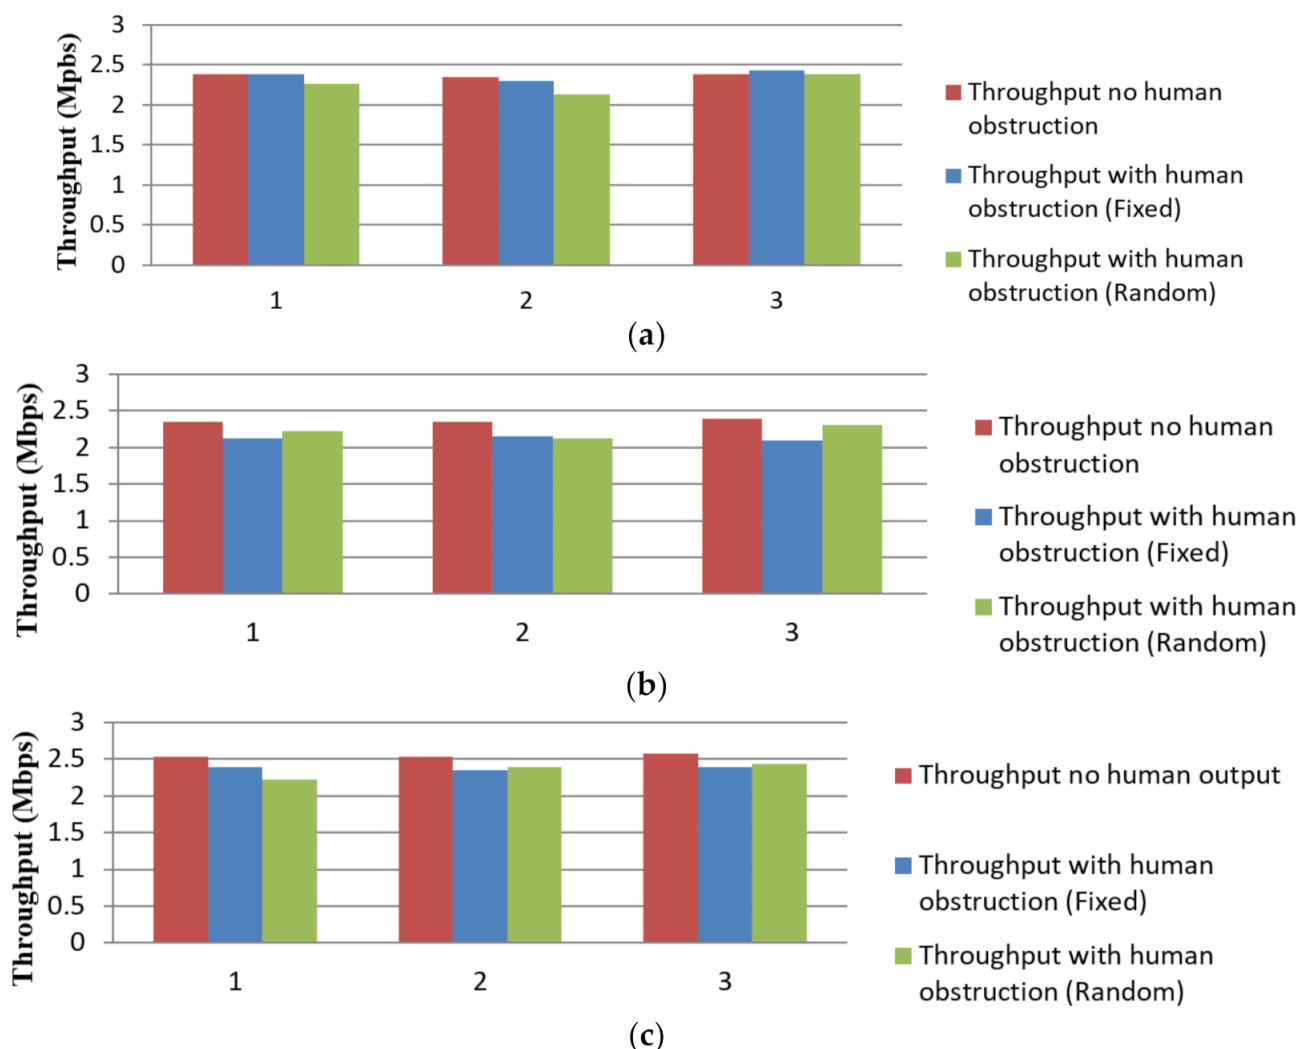 Throughput (Mpbs)
3
2.5
2
1.5
1
0.5
0
1
2
3
Throughput no human
obstruction
Throughput with human
obstruction (Fixed)
Throughput with human
obstruction (Random)
(a)
Throughput (Mbps)
3
2.5
2
1.5
1
0.5
0
1
2
3
Throughput no human
obstruction
Throughput with human
obstruction (Fixed)
Throughput with human
obstruction (Random)
(b)
Throughput (Mbps)
3
2.5
2
1.5
1
0.5
0
1
2
3
Throughput no human output
Throughput with human
obstruction (Fixed)
Throughput with human
obstruction (Random)
(c)